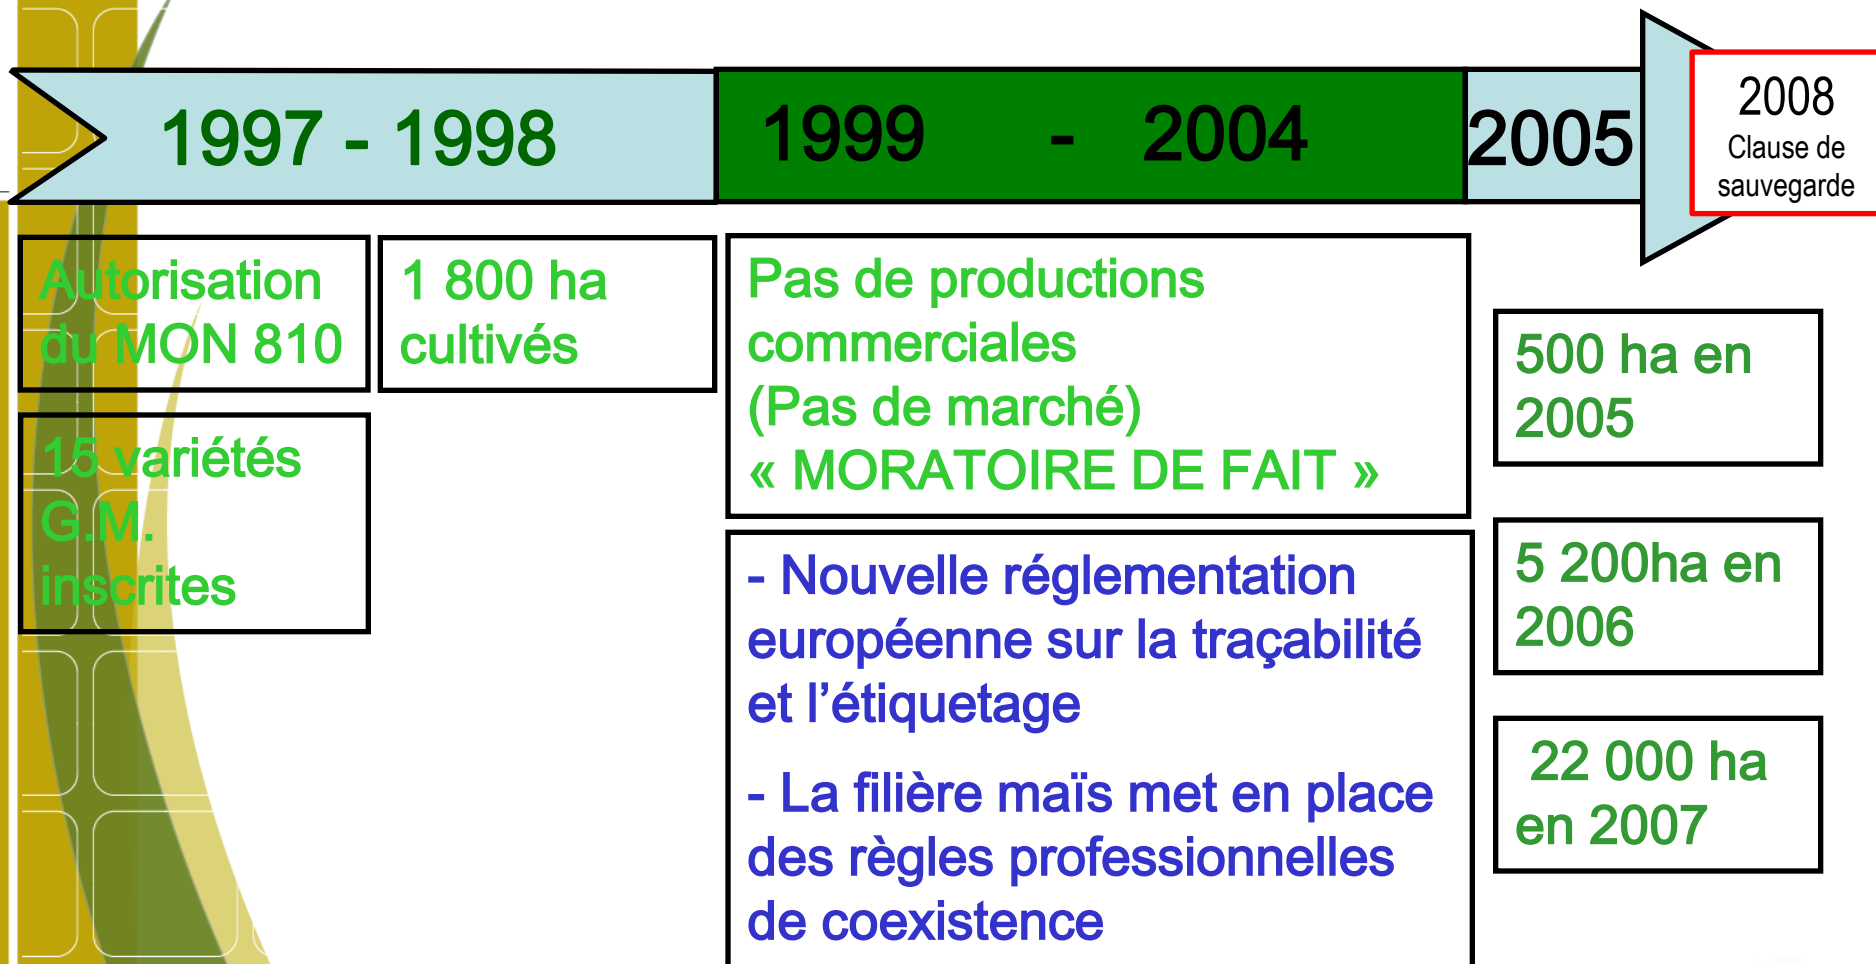 1997 - 1998
1999 - 2004
2005
2008
Clause de
sauvegarde
Autorisation
du MON 810
15 variétés
G.M.
inscrites
1 800 ha
cultivés
Pas de productions
commerciales
(Pas de marché)
« MORATOIRE DE FAIT »
- Nouvelle réglementation
européenne sur la traçabilité
et l’étiquetage
- La filière maïs met en place
des règles professionnelles
de coexistence
500 ha en
2005
5 200ha en
2006
22 000 ha
en 2007